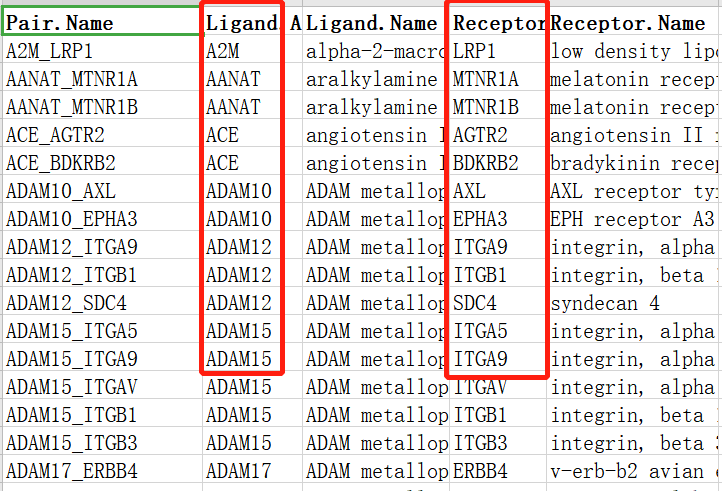 Pair.Name Ligand.A Ligand.Name Receptor Receptor.Name
A2M_LRP1 A2M alpha-2-macro LRP1 low density lipo
AANAT_MTNR1A AANAT aralkylamine MTNR1A melatonin recept
AANAT_MTNR1B AANAT aralkylamine MTNR1B melatonin recept
ACE_AGTR2 ACE angiotensin I AGTR2 angiotensin II r
ACE_BDKRB2 ACE angiotensin I BDKRB2 bradykinin recep
ADAM10_AXL ADAM10 ADAM metallop AXL AXL receptor tyr
ADAM10_EPHA3 ADAM10 ADAM metallop EPHA3 EPH receptor A3
ADAM12_ITGA9 ADAM12 ADAM metallop ITGA9 integrin, alpha
ADAM12_ITGB1 ADAM12 ADAM metallop ITGB1 integrin, beta 1
ADAM12_SDC4 ADAM12 ADAM metallop SDC4 syndecan 4
ADAM15_ITGA5 ADAM15 ADAM metallop ITGA5 integrin, alpha
ADAM15_ITGA9 ADAM15 ADAM metallop ITGA9 integrin, alpha
ADAM15_ITGAV ADAM15 ADAM metallop ITGAV integrin, alpha
ADAM15_ITGB1 ADAM15 ADAM metallop ITGB1 integrin, beta
ADAM15_ITGB3 ADAM15 ADAM metallop ITGB3 integrin, beta 3
ADAM17_ERBB4 ADAM17 ADAM metallop ERBB4 v-erb-b2 avian e